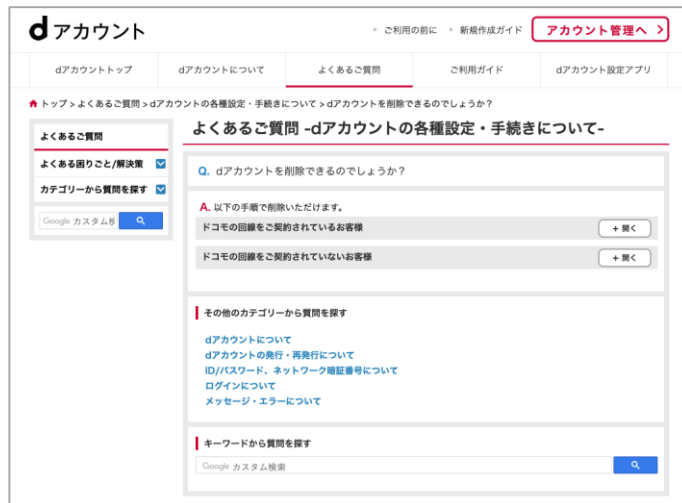 dアカウント
ご利用の前に 新規作成ガイド アカウント管理へ
dアカウントトップ dアカウントについて よくあるご質問 ご利用ガイド dアカウント設定アプリ
トップ > よくあるご質問 > dアカウントの各種設定・手続きについて > dアカウントを削除できるのでしょうか？
よくあるご質問
よくある困りごと/解決策
カテゴリーから質問を探す
Google カスタム検
よくあるご質問 -dアカウントの各種設定・手続きについて-
Q. dアカウントを削除できるのでしょうか？
A. 以下の手順で削除いただけます。
ドコモの回線をご契約されているお客様 + 開く
ドコモの回線をご契約されていないお客様 + 開く
その他のカテゴリーから質問を探す
dアカウントについて
dアカウントの発行・再発行について
ID/パスワード、ネットワーク暗証番号について
ログインについて
メッセージ・エラーについて
キーワードから質問を探す
Google カスタム検索